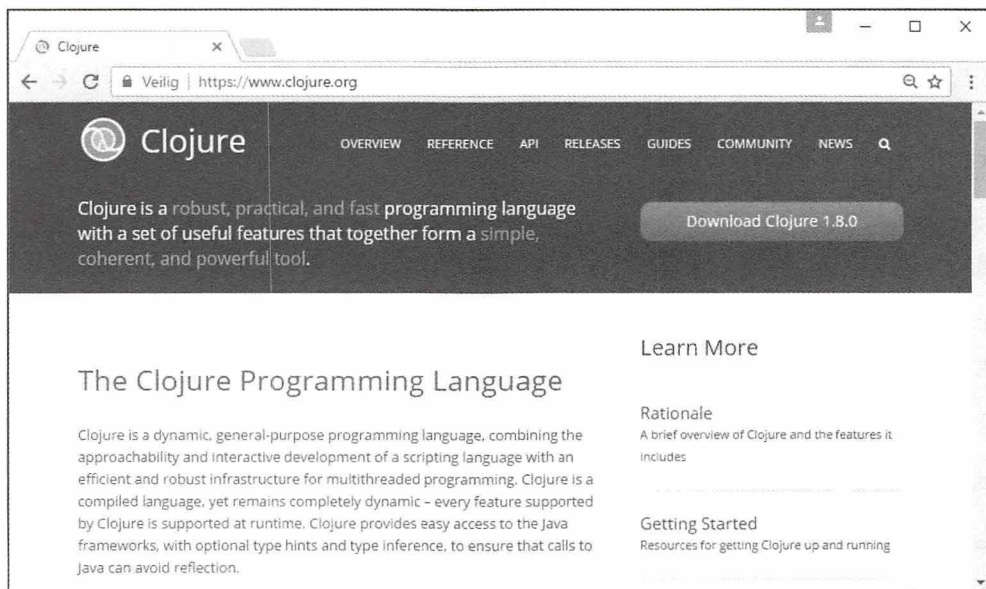 Clojure
Veilig | https://www.clojure.org
Clojure
OVERVIEW REFERENCE API RELEASES GUIDES COMMUNITY NEWS
Clojure is a robust, practical, and fast programming language
with a set of useful features that together form a simple,
coherent, and powerful tool.
Download Clojure 1.8.0
The Clojure Programming Language
Clojure is a dynamic, general-purpose programming language, combining the
approachability and interactive development of a scripting language with an
efficient and robust infrastructure for multithreaded programming. Clojure is a
compiled language, yet remains completely dynamic – every feature supported
by Clojure is supported at runtime. Clojure provides easy access to the Java
frameworks, with optional type hints and type inference, to ensure that calls to
Java can avoid reflection.
Learn More
Rationale
A brief overview of Clojure and the features it
includes
Getting Started
Resources for getting Clojure up and running